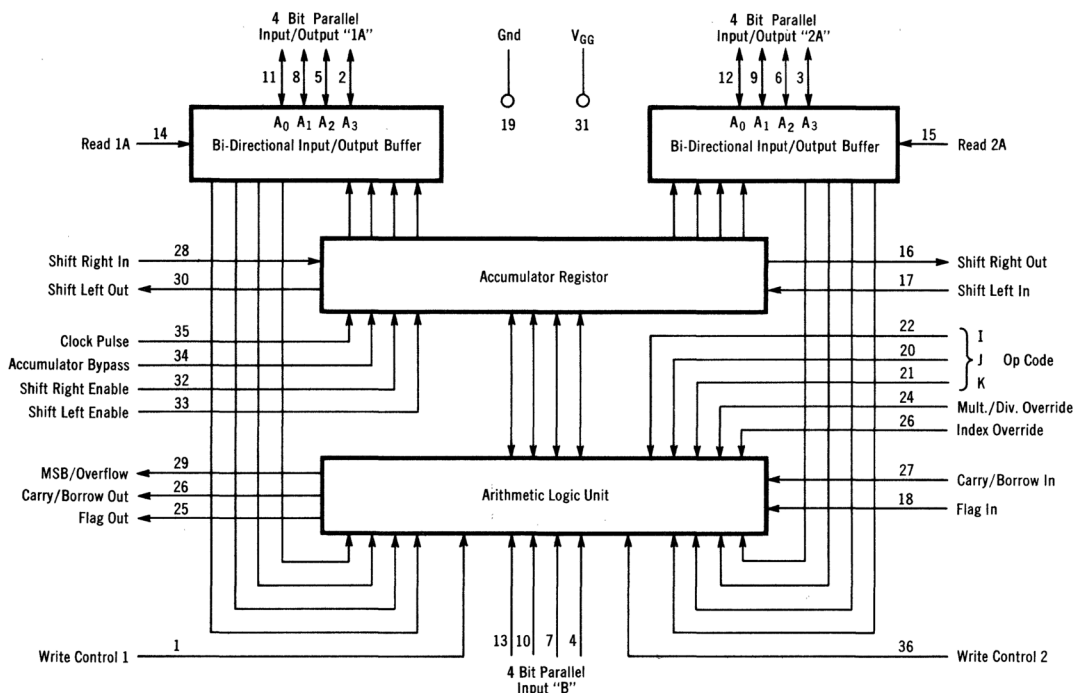 4 Bit Parallel
Input/Output "1A"
Gnd
VGG
4 Bit Parallel
Input/Output "2A"
11 8 5 2
19
31
12 9 6 3
Read 1A 14
A0 A1 A2 A3
Bi-Directional Input/Output Buffer
A0 A1 A2 A3
Bi-Directional Input/Output Buffer
15 Read 2A
Shift Right In 28
Shift Left Out 30
Accumulator Registor
16 Shift Right Out
17 Shift Left In
Clock Pulse 35
Accumulator Bypass 34
Shift Right Enable 32
Shift Left Enable 33
22 I
20 J Op Code
21 K
24 Mult./Div. Override
26 Index Override
MSB/Overflow 29
Carry/Borrow Out 26
Flag Out 25
Arithmetic Logic Unit
27 Carry/Borrow In
18 Flag In
Write Control 1 1
13 10 7 4
4 Bit Parallel
Input "B"
36 Write Control 2